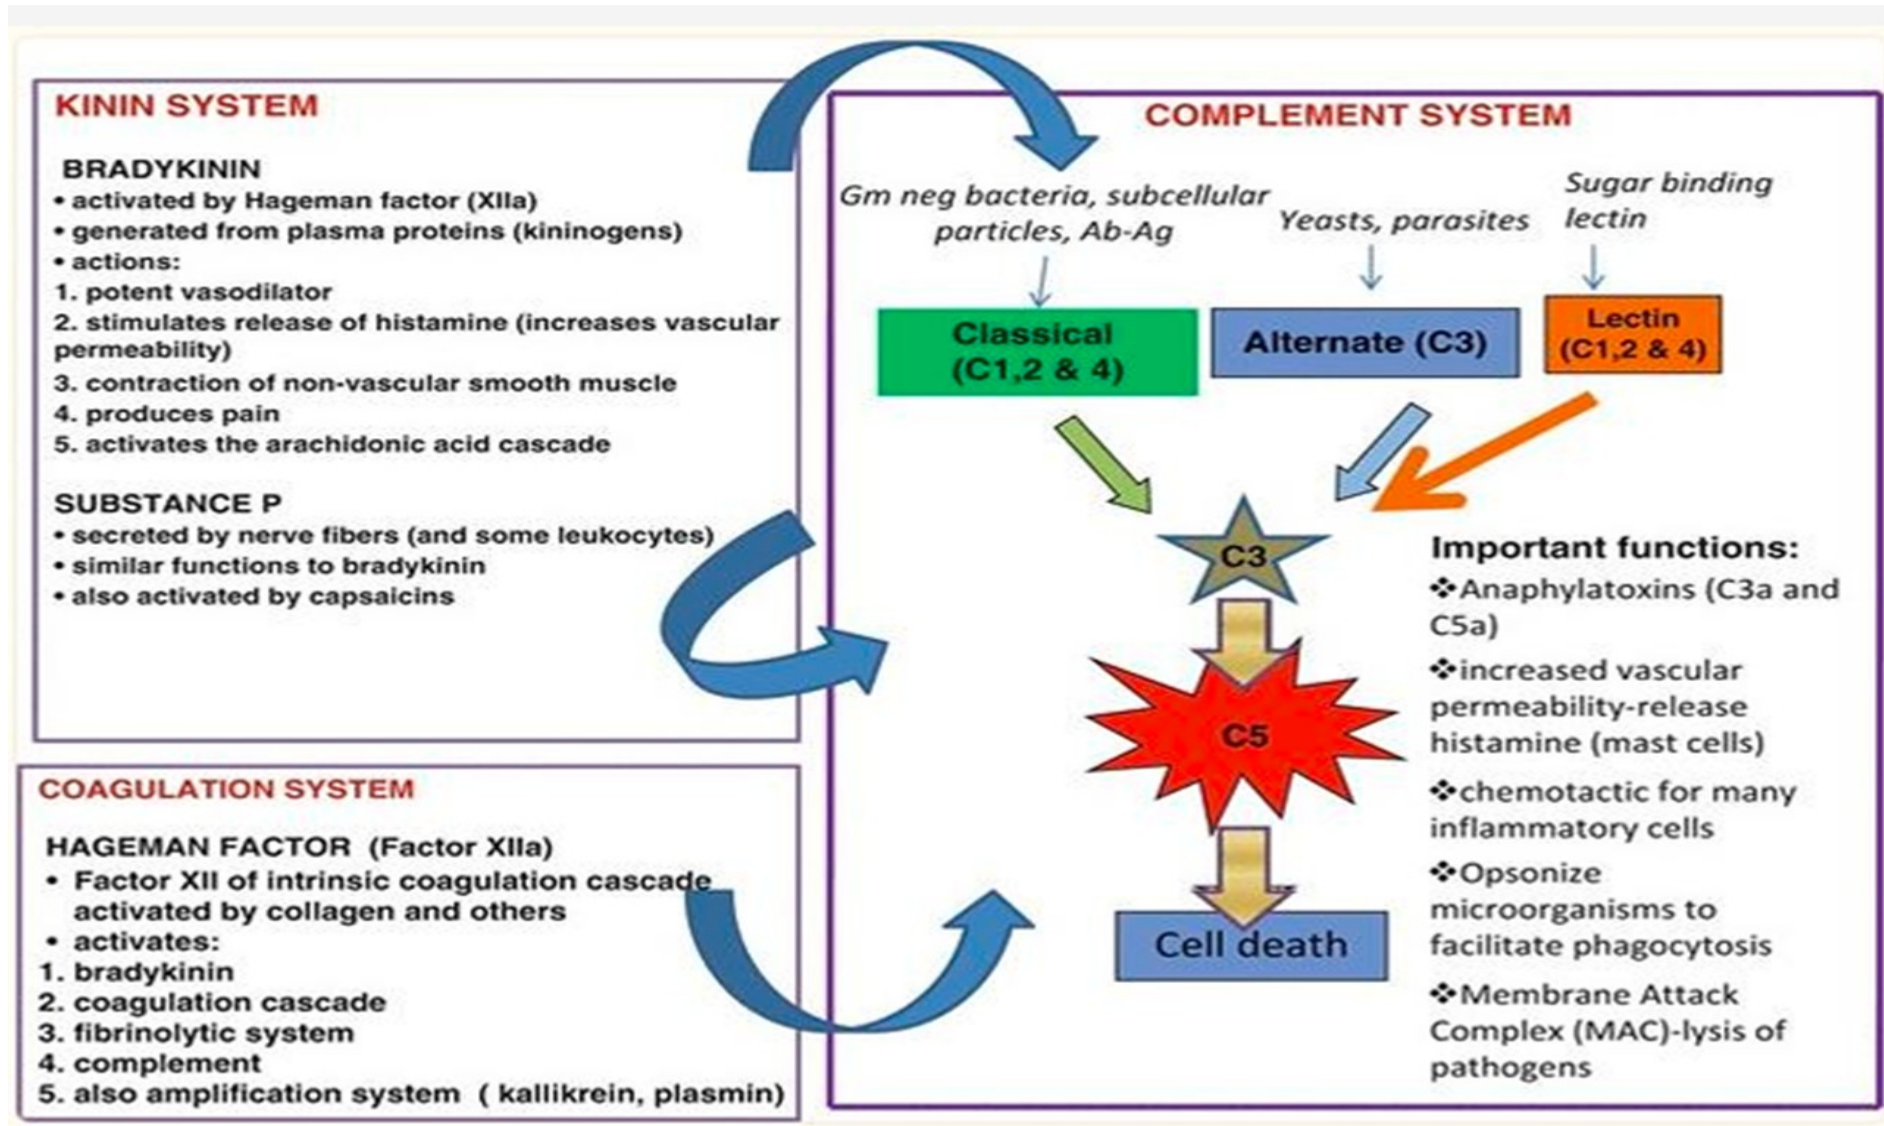 KININ SYSTEM
BRADYKININ
• activated by Hageman factor (XIIa)
• generated from plasma proteins (kininogens)
• actions:
1. potent vasodilator
2. stimulates release of histamine (increases vascular
permeability)
3. contraction of non-vascular smooth muscle
4. produces pain
5. activates the arachidonic acid cascade
SUBSTANCE P
• secreted by nerve fibers (and some leukocytes)
• similar functions to bradykinin
• also activated by capsaicins
COAGULATION SYSTEM
HAGEMAN FACTOR (Factor XIIa)
• Factor XII of intrinsic coagulation cascade
activated by collagen and others
• activates:
1. bradykinin
2. coagulation cascade
3. fibrinolytic system
4. complement
5. also amplification system ( kallikrein, plasmin)
COMPLEMENT SYSTEM
Gm neg bacteria, subcellular
particles, Ab-Ag
Yeasts, parasites
Sugar binding
lectin
Classical
(C1,2 & 4)
Alternate (C3)
Lectin
(C1,2 & 4)
C3
C5
Cell death
Important functions:
❖Anaphylatoxins (C3a and
C5a)
❖increased vascular
permeability-release
histamine (mast cells)
❖chemotactic for many
inflammatory cells
❖Opsonize
microorganisms to
facilitate phagocytosis
❖Membrane Attack
Complex (MAC)-lysis of
pathogens